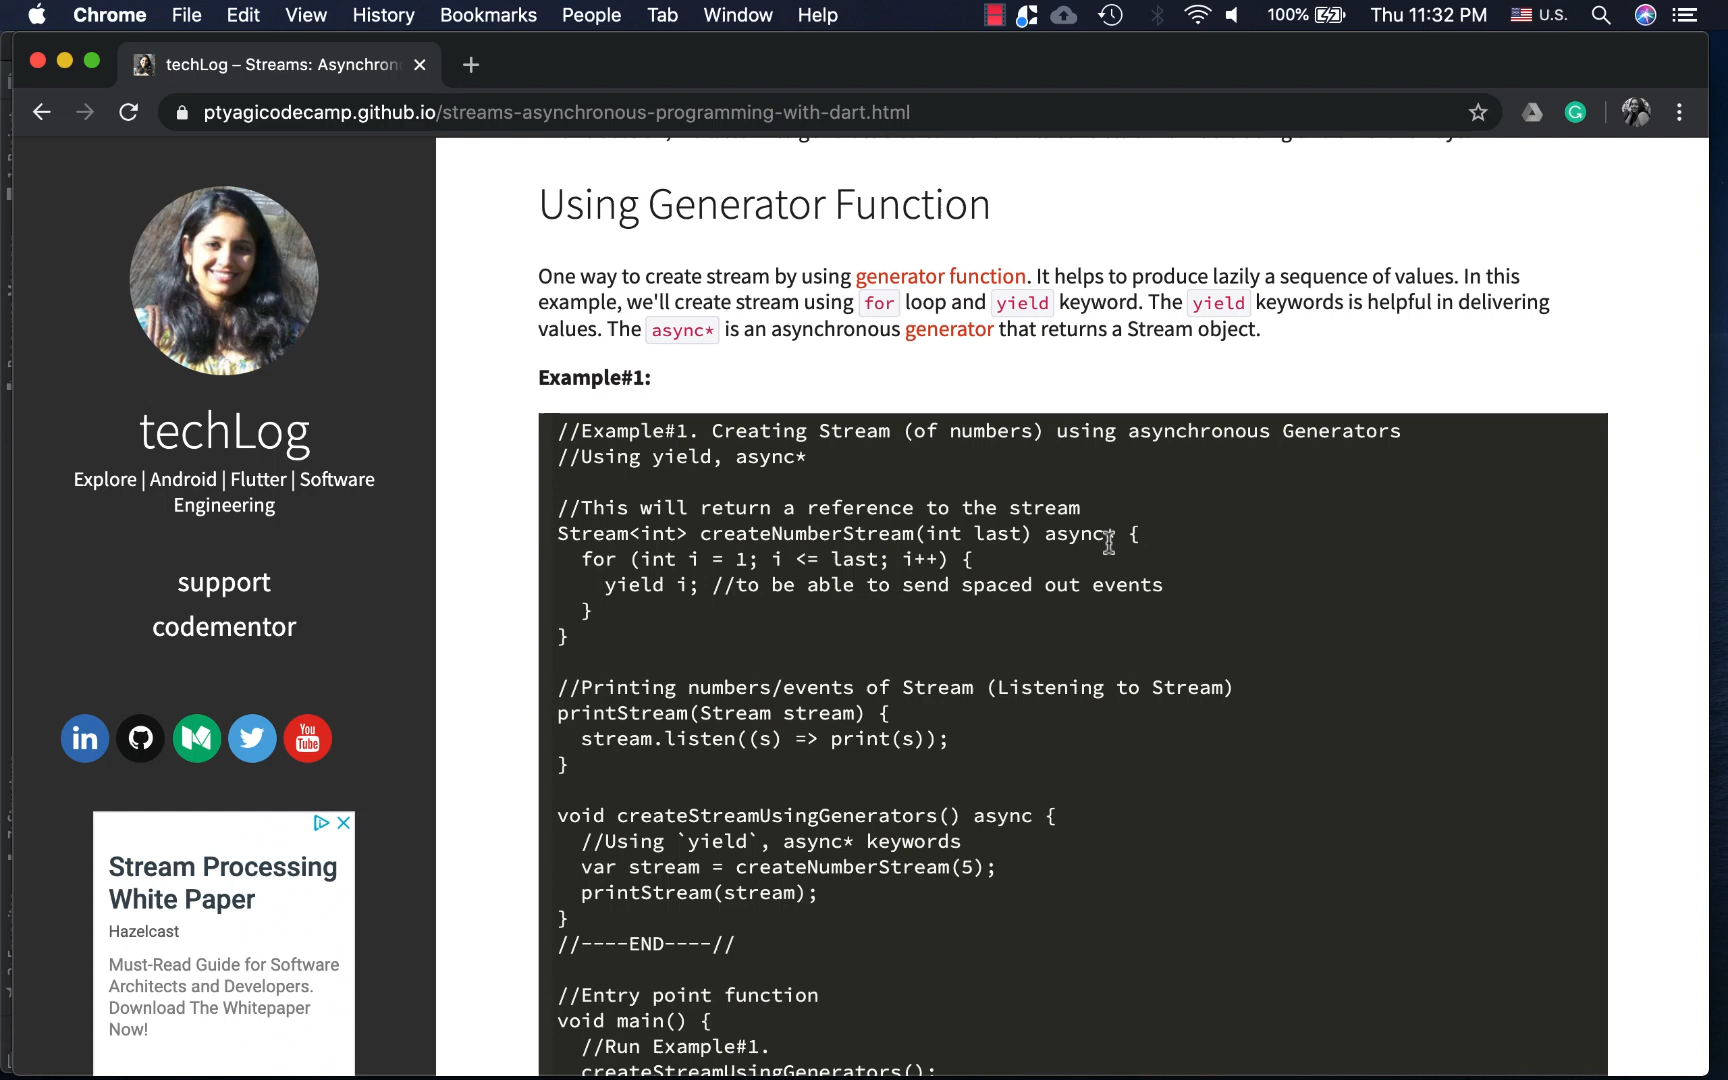 Chrome File Edit View History Bookmarks People Tab Window Help 100% Thu 11:32 PM U.S.
techLog – Streams: Asynchron
ptyagicodecamp.github.io/streams-asynchronous-programming-with-dart.html
techLog
Explore | Android | Flutter | Software
Engineering
support
codementor
in
You
Tube
Stream Processing
White Paper
Hazelcast
Must-Read Guide for Software
Architects and Developers.
Download The Whitepaper
Now!
Using Generator Function
One way to create stream by using generator function. It helps to produce lazily a sequence of values. In this
example, we'll create stream using for loop and yield keyword. The yield keywords is helpful in delivering
values. The async* is an asynchronous generator that returns a Stream object.
Example#1:
//Example#1. Creating Stream (of numbers) using asynchronous Generators
//Using yield, async*
//This will return a reference to the stream
Stream<int> createNumberStream(int last) async* {
for (int i = 1; i <= last; i++) {
yield i; //to be able to send spaced out events
}
}
//Printing numbers/events of Stream (Listening to Stream)
printStream(Stream stream) {
stream.listen((s) => print(s));
}
void createStreamUsingGenerators() async {
//Using `yield`, async* keywords
var stream = createNumberStream(5);
printStream(stream);
}
//----END----//
//Entry point function
void main() {
//Run Example#1.
createStreamUsingGenerators();